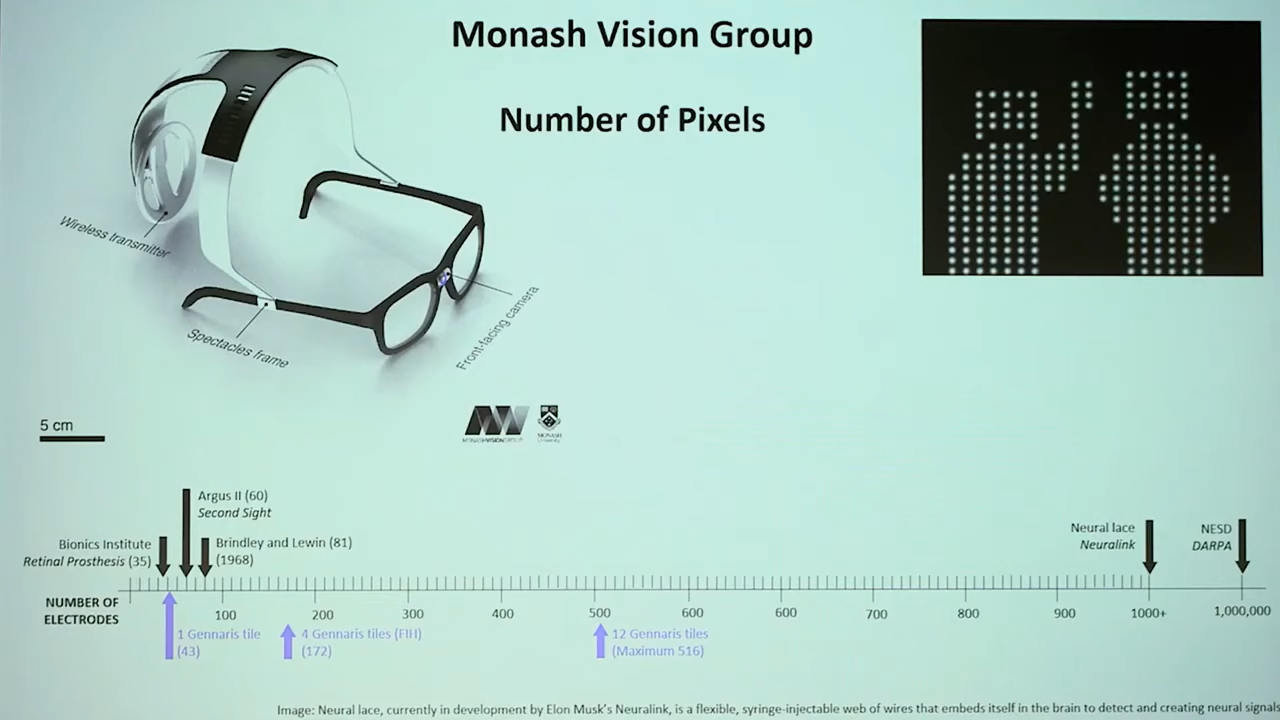 Monash Vision Group
Number of Pixels
Wireless transmitter
Spectacles frame
Front-facing camera
5 cm
MONASHVISIONGROUP
MONASH
University
Argus II (60)
Second Sight
Bionics Institute
Retinal Prosthesis (35)
Brindley and Lewin (81)
(1968)
Neural lace
Neuralink
NESD
DARPA
NUMBER OF
ELECTRODES
100
200
300
400
500
600
600
700
800
900
1000+
1,000,000
1 Gennaris tile
(43)
4 Gennaris tiles (FIH)
(172)
12 Gennaris tiles
(Maximum 516)
Image: Neural lace, currently in development by Elon Musk's Neuralink, is a flexible, syringe-injectable web of wires that embeds itself in the brain to detect and creating neural signals